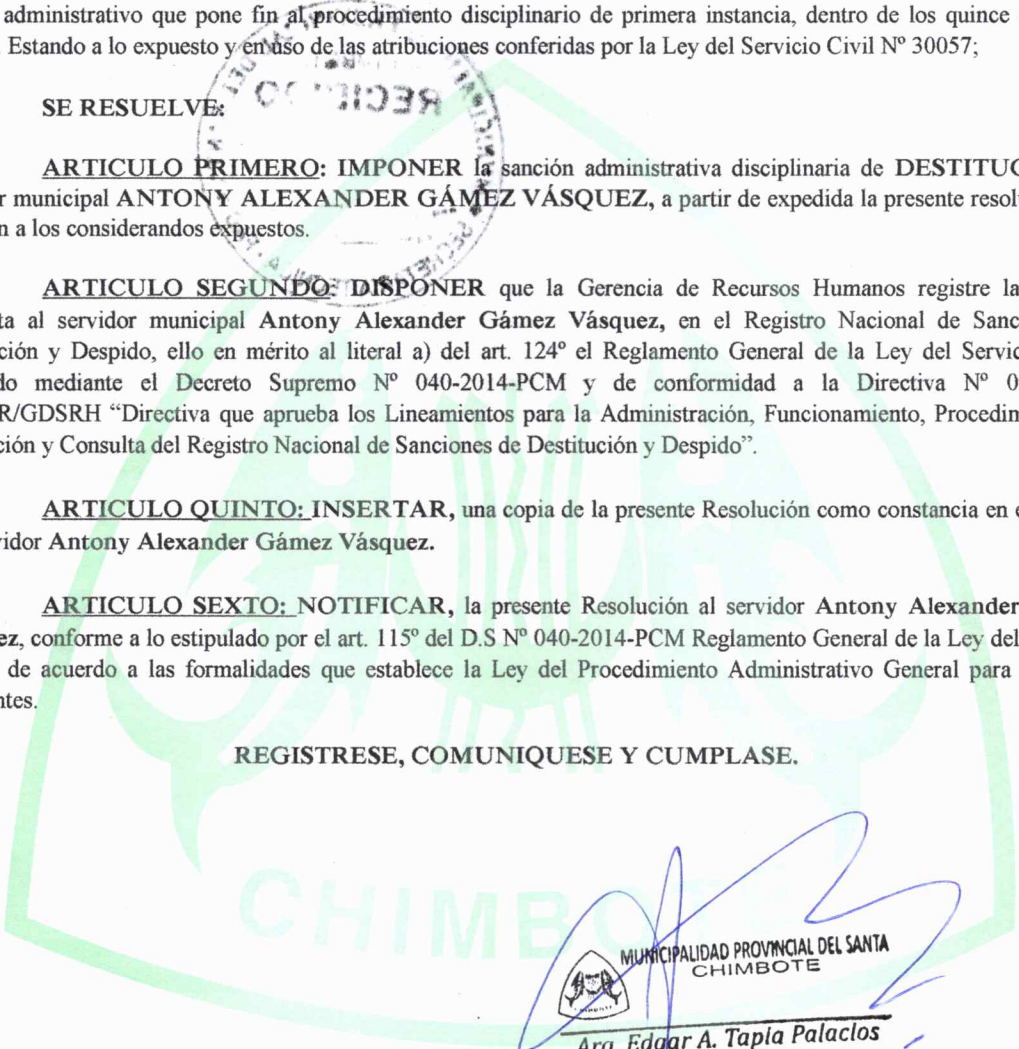 administrativo que pone fin al procedimiento disciplinario de primera instancia, dentro de los quince
. Estando a lo expuesto y en uso de las atribuciones conferidas por la Ley del Servicio Civil Nº 30057;
RECIBIDO
SE RESUELVE:
ARTICULO PRIMERO: IMPONER la sanción administrativa disciplinaria de DESTITUC
r municipal ANTONY ALEXANDER GÁMEZ VÁSQUEZ, a partir de expedida la presente resol
n a los considerandos expuestos.
ARTICULO SEGUNDO: DISPONER que la Gerencia de Recursos Humanos registre la
ta al servidor municipal Antony Alexander Gámez Vásquez, en el Registro Nacional de Sanc
ción y Despido, ello en mérito al literal a) del art. 124º el Reglamento General de la Ley del Servic
do mediante el Decreto Supremo Nº 040-2014-PCM y de conformidad a la Directiva Nº 0
R/GDSRH “Directiva que aprueba los Lineamientos para la Administración, Funcionamiento, Procedim
ción y Consulta del Registro Nacional de Sanciones de Destitución y Despido”.
ARTICULO QUINTO: INSERTAR, una copia de la presente Resolución como constancia en e
vidor Antony Alexander Gámez Vásquez.
ARTICULO SEXTO: NOTIFICAR, la presente Resolución al servidor Antony Alexander
ez, conforme a lo estipulado por el art. 115º del D.S Nº 040-2014-PCM Reglamento General de la Ley del
de acuerdo a las formalidades que establece la Ley del Procedimiento Administrativo General para
ntes.
REGISTRESE, COMUNIQUESE Y CUMPLASE.
CHIMBOTE
MUNICIPALIDAD PROVINCIAL DEL SANTA
CHIMBOTE
Arq. Edgar A. Tapia Palacios